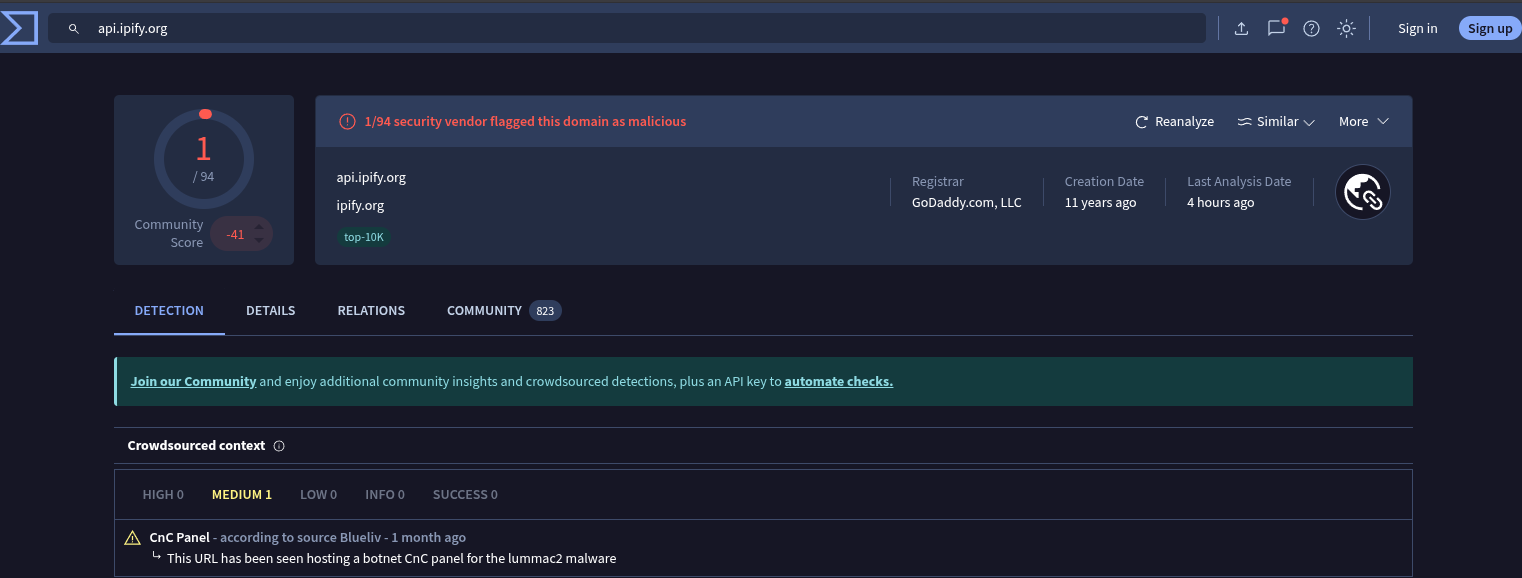 api.ipify.org
Sign in
Sign up
1
/ 94
Community
Score
-41
1/94 security vendor flagged this domain as malicious
Reanalyze
Similar
More
api.ipify.org
ipify.org
top-10K
Registrar
GoDaddy.com, LLC
Creation Date
11 years ago
Last Analysis Date
4 hours ago
DETECTION
DETAILS
RELATIONS
COMMUNITY 823
Join our Community and enjoy additional community insights and crowdsourced detections, plus an API key to automate checks.
Crowdsourced context
HIGH 0
MEDIUM 1
LOW 0
INFO 0
SUCCESS 0
CnC Panel - according to source Blueliv - 1 month ago
↳ This URL has been seen hosting a botnet CnC panel for the lummac2 malware